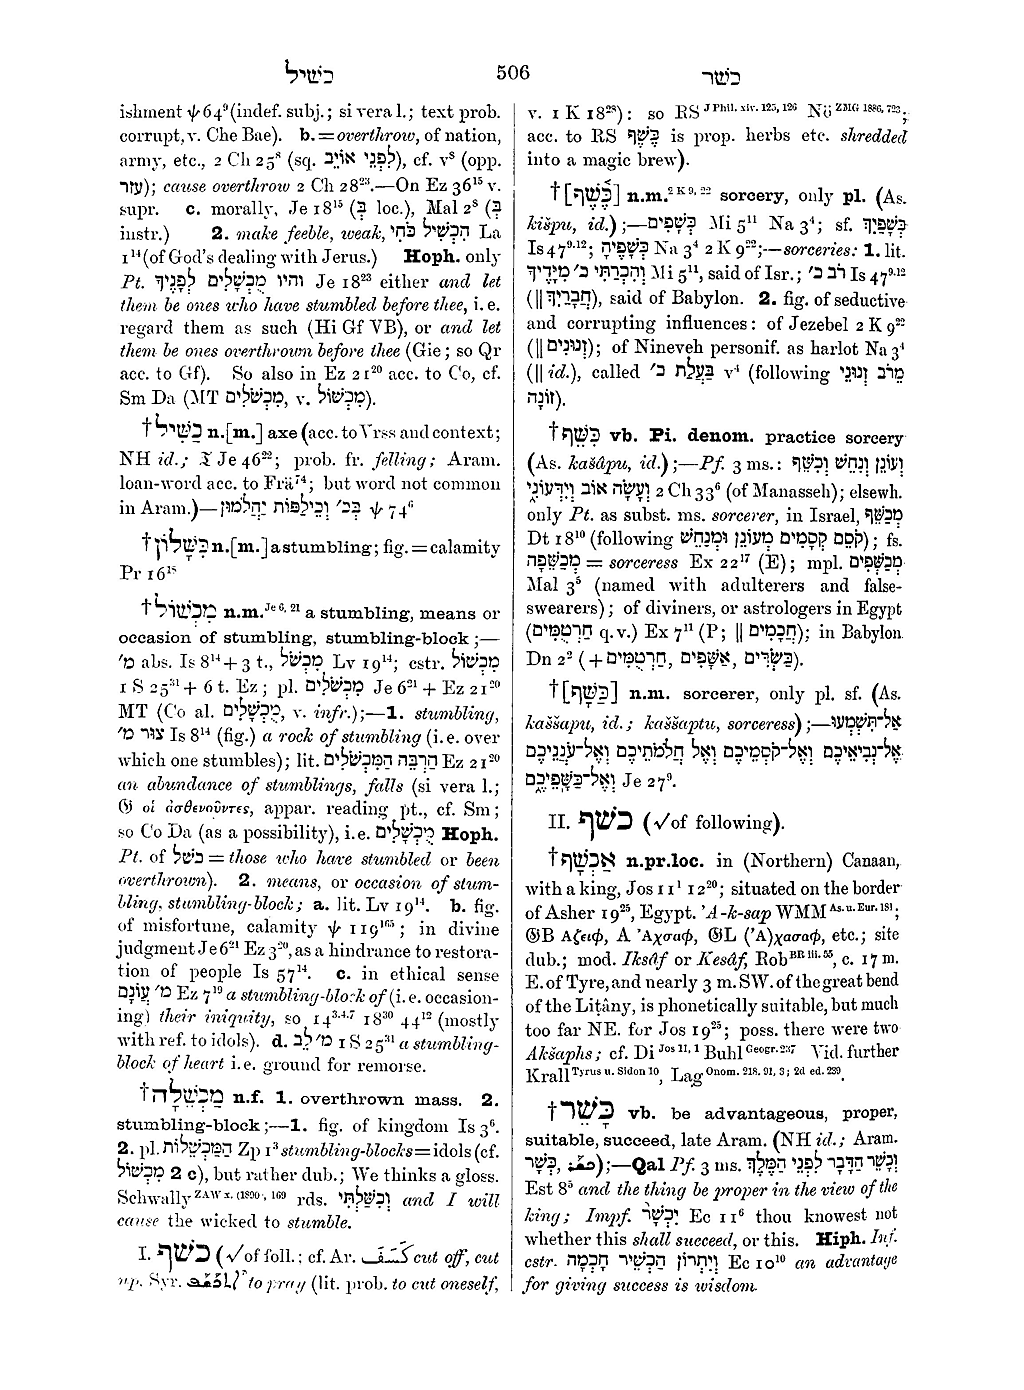 כשיל
506
כשר
ishment ψ 64⁹ (indef. subj.; si vera l.; text prob.
corrupt, v. Che Bae). b. = overthrow, of nation,
army, etc., 2 Ch 25⁸ (sq. לִפְנֵי אוֹיֵב), cf. v⁸ (opp.
עזר); cause overthrow 2 Ch 28²³.—On Ez 36¹⁵ v.
supr. c. morally, Je 18¹⁵ (בְּ loc.), Mal 2⁸ (בְּ
instr.) 2. make feeble, weak, הִכְשִׁיל כֹּחִי La
1¹⁴ (of God's dealing with Jerus.) Hoph. only
Pt. והיו מֻכְשָׁלִים לְפָנֶיךָ Je 18²³ either and let
them be ones who have stumbled before thee, i.e.
regard them as such (Hi Gf VB), or and let
them be ones overthrown before thee (Gie; so Qr
acc. to Gf). So also in Ez 21²⁰ acc. to Co, cf.
Sm Da (MT מִכְשֹׁלִים, v. מִכְשׁוֹל).
†כַּשִּׁיל n.[m.] axe (acc. to Vrss and context;
NH id.; 𝔗 Je 46²²; prob. fr. felling; Aram.
loan-word acc. to Frä⁷⁴; but word not common
in Aram.)—בְּכ׳ וְכֵילַפּוֹת יַהֲלֹמוּן ψ 74⁶
†כִּשָּׁלוֹן n.[m.] a stumbling; fig. = calamity
Pr 16¹⁸
†מִכְשׁוֹל n.m. Je 6, 21 a stumbling, means or
occasion of stumbling, stumbling-block;—
מ׳ abs. Is 8¹⁴ + 3 t., מִכְשֹׁל Lv 19¹⁴; cstr. מִכְשׁוֹל
1 S 25³¹ + 6 t. Ez; pl. מִכְשֹׁלִים Je 6²¹ + Ez 21²⁰
MT (Co al. מֻכְשָׁלִים, v. infr.);—1. stumbling,
צוּר מ׳ Is 8¹⁴ (fig.) a rock of stumbling (i.e. over
which one stumbles); lit. הַרְבֵּה הַמִּכְשֹׁלִים Ez 21²⁰
an abundance of stumblings, falls (si vera l.;
𝔊 οἱ ἀσθενοῦντες, appar. reading pt., cf. Sm;
so Co Da (as a possibility), i.e. מֻכְשָׁלִים Hoph.
Pt. of כשׁל = those who have stumbled or been
overthrown). 2. means, or occasion of stum-
bling, stumbling-block; a. lit. Lv 19¹⁴. b. fig.
of misfortune, calamity ψ 119¹⁶⁵; in divine
judgment Je 6²¹ Ez 3²⁰, as a hindrance to restora-
tion of people Is 57¹⁴. c. in ethical sense
מ׳ עֲוֹנָם Ez 7¹⁹ a stumbling-block of (i.e. occasion-
ing) their iniquity, so 14³·⁴·⁷ 18³⁰ 44¹² (mostly
with ref. to idols). d. מ׳ לֵב 1 S 25³¹ a stumbling-
block of heart i.e. ground for remorse.
†מַכְשֵׁלָה n.f. 1. overthrown mass. 2.
stumbling-block;—1. fig. of kingdom Is 3⁶.
2. pl. הַמַּכְשֵׁלוֹת Zp 1³ stumbling-blocks = idols (cf.
מִכְשׁוֹל 2 c), but rather dub.; We thinks a gloss.
Schwally ZAW x. (1890), 169 rds. וְכִשַּׁלְתִּי and I will
cause the wicked to stumble.
I. כשׁף (√of foll.; cf. Ar. كَسَفَ cut off, cut
up. Syr. to pray (lit. prob. to cut oneself,
v. 1 K 18²⁸): so RS J Phil. xiv. 125, 126 Nö ZMG 1886, 723;
acc. to RS כֶּשֶׁף is prop. herbs etc. shredded
into a magic brew).
†[כֶּשֶׁף] n.m. 2 K 9, 22 sorcery, only pl. (As.
kišpu, id.);—כְּשָׁפִים Mi 5¹¹ Na 3⁴; sf. כְּשָׁפַיִךְ
Is 47⁹·¹²; כְּשָׁפֶיהָ Na 3⁴ 2 K 9²²;—sorceries: 1. lit.
וְהִכְרַתִּי כ׳ מִיָּדֶךָ Mi 5¹¹, said of Isr.; רֹב כ׳ Is 47⁹·¹²
(‖ חֲבָרַיִךְ), said of Babylon. 2. fig. of seductive
and corrupting influences: of Jezebel 2 K 9²²
(‖ זְנוּנִים); of Nineveh personif. as harlot Na 3⁴
(‖ id.), called בַּעֲלַת כ׳ v⁴ (following מֵרֹב זְנוּנֵי
זוֹנָה).
†כִּשֵּׁף vb. Pi. denom. practice sorcery
(As. kašâpu, id.);—Pf. 3 ms.: וְעוֹנֵן וְנִחֵשׁ וְכִשֵּׁף
וְעָשָׂה אוֹב וְיִדְּעוֹנִי 2 Ch 33⁶ (of Manasseh); elsewh.
only Pt. as subst. ms. sorcerer, in Israel, מְכַשֵּׁף
Dt 18¹⁰ (following קֹסֵם קְסָמִים מְעוֹנֵן וּמְנַחֵשׁ); fs.
מְכַשֵּׁפָה = sorceress Ex 22¹⁷ (E); mpl. מְכַשְּׁפִים
Mal 3⁵ (named with adulterers and false-
swearers); of diviners, or astrologers in Egypt
(חַרְטֻמִּים q.v.) Ex 7¹¹ (P; ‖ חֲכָמִים); in Babylon
Dn 2² (+ חַרְטֻמִּים, אַשָּׁפִים, כַּשְׂדִּים).
†[כַּשָּׁף] n.m. sorcerer, only pl. sf. (As.
kaššapu, id.; kaššaptu, sorceress);—אַל־תִּשְׁמְעוּ
אֶל־נְבִיאֵיכֶם וְאֶל־קֹסְמֵיכֶם וְאֶל חֲלֹמֹתֵיכֶם וְאֶל־עֹנְנֵיכֶם
וְאֶל־כַּשָּׁפֵיכֶם Je 27⁹.
II. כשׁף (√of following).
†אַכְשָׁף n.pr.loc. in (Northern) Canaan,
with a king, Jos 11¹ 12²⁰; situated on the border
of Asher 19²⁵, Egypt. 'A-k-sap WMM As. u. Eur. 181;
𝔊B Αζειφ, A Ἀχσαφ, 𝔊L (Ἀ)χασαφ, etc.; site
dub.; mod. Iksâf or Kesâf, Rob BR iii. 55, c. 17 m.
E. of Tyre, and nearly 3 m. SW. of the great bend
of the Litâny, is phonetically suitable, but much
too far NE. for Jos 19²⁵; poss. there were two
Akšaphs; cf. Di Jos 11, 1 Buhl Geogr. 237 Vid. further
Krall Tyrus u. Sidon 10, Lag Onom. 218, 91, 3; 2d ed. 239.
†כָּשֵׁר vb. be advantageous, proper,
suitable, succeed, late Aram. (NH id.; Aram.
כְּשַׁר, );—Qal Pf. 3 ms. וְכָשֵׁר הַדָּבָר לִפְנֵי הַמֶּלֶךְ
Est 8⁵ and the thing be proper in the view of the
king; Impf. יִכְשָׁר Ec 11⁶ thou knowest not
whether this shall succeed, or this. Hiph. Inf.
cstr. וְיִתְרוֹן הַכְשֵׁיר חָכְמָה Ec 10¹⁰ an advantage
for giving success is wisdom.